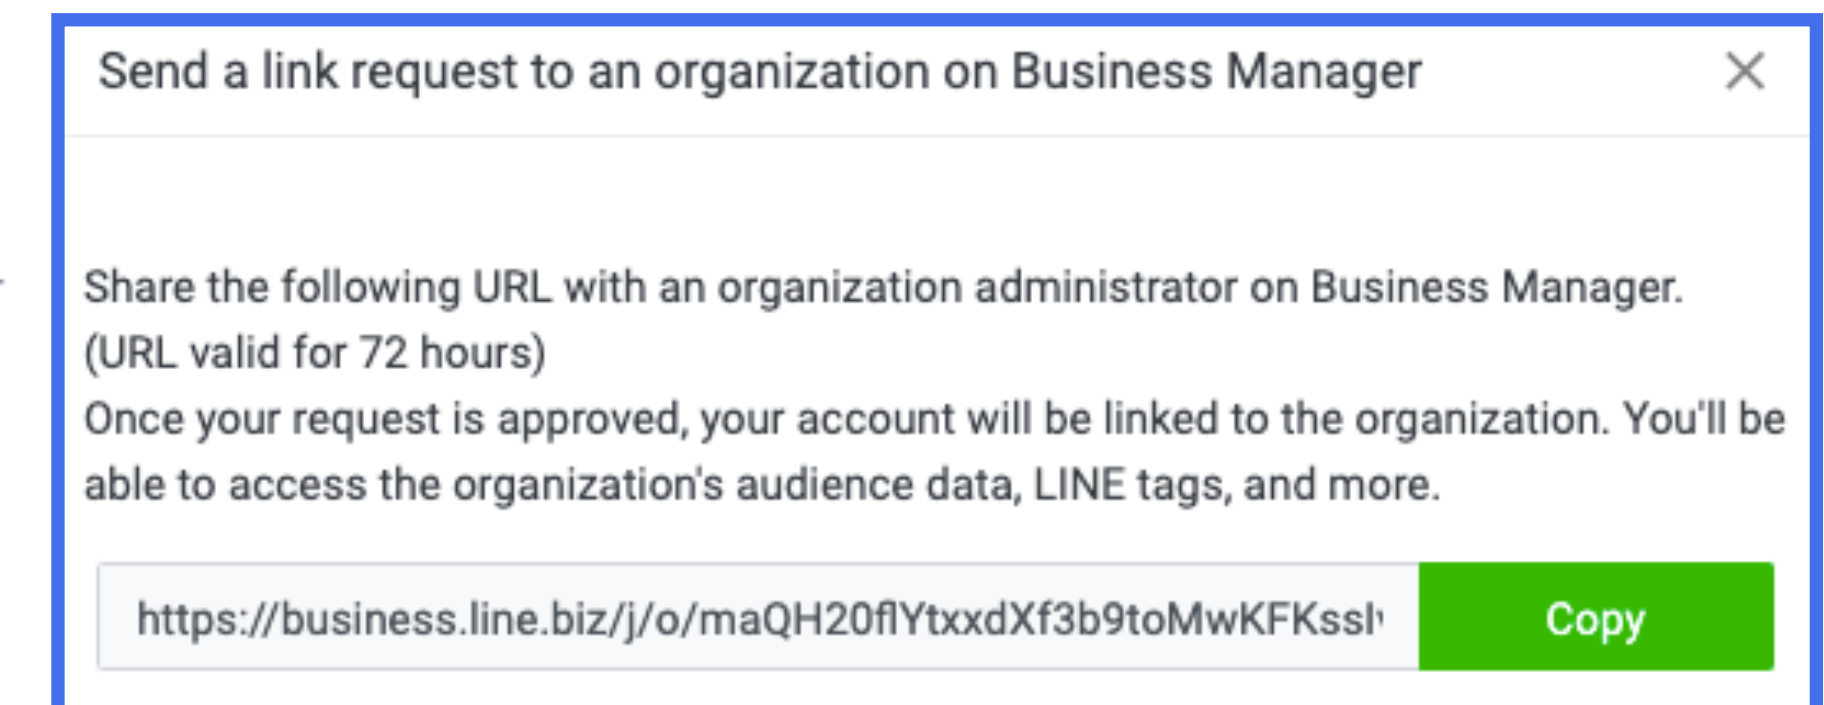 Send a link request to an organization on Business Manager
Share the following URL with an organization administrator on Business Manager.
(URL valid for 72 hours)
Once your request is approved, your account will be linked to the organization. You'll be
able to access the organization's audience data, LINE tags, and more.
https://business.line.biz/j/o/maQH20flYtxxdXf3b9toMwKFKssI
Copy